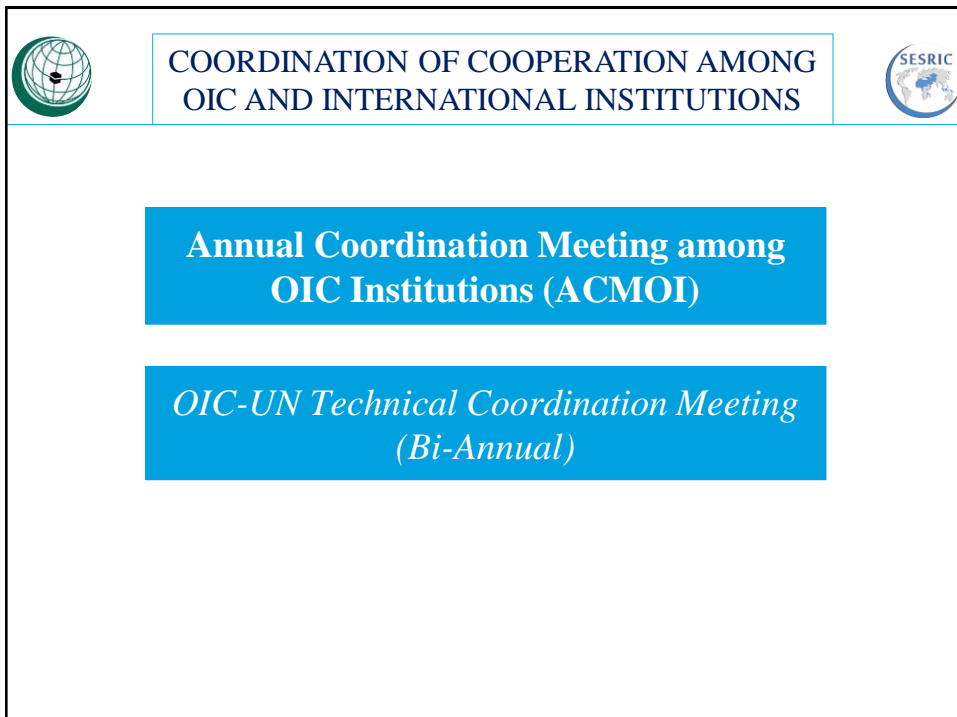 COORDINATION OF COOPERATION AMONG
OIC AND INTERNATIONAL INSTITUTIONS
SESRIC
Annual Coordination Meeting among
OIC Institutions (ACMOI)
OIC-UN Technical Coordination Meeting
(Bi-Annual)